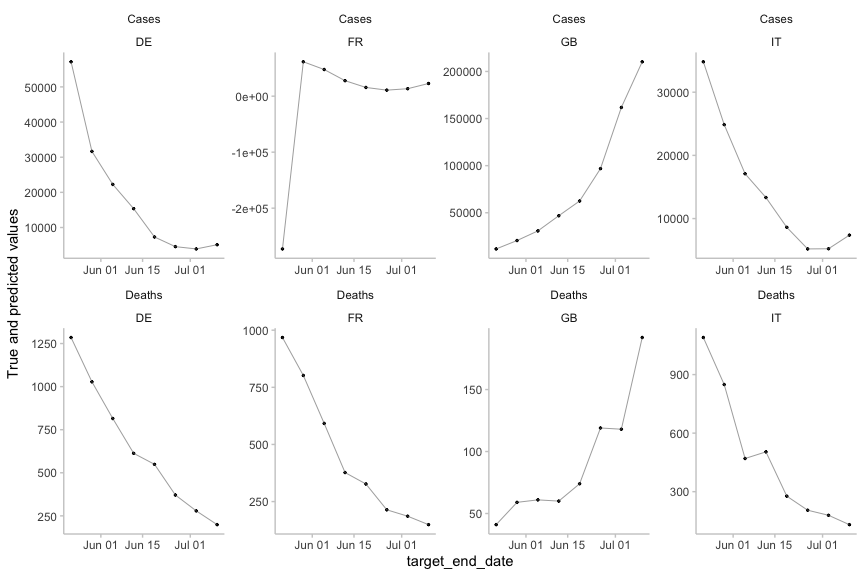 Cases Cases Cases Cases
DE FR GB IT
50000
40000
30000
20000
10000
0e+00
-1e+05
-2e+05
200000
150000
100000
50000
30000
20000
10000
Jun 01 Jun 15 Jul 01 Jun 01 Jun 15 Jul 01 Jun 01 Jun 15 Jul 01 Jun 01 Jun 15 Jul 01
True and predicted values
Deaths Deaths Deaths Deaths
DE FR GB IT
1250
1000
750
500
250
1000
750
500
250
150
100
50
900
600
300
Jun 01 Jun 15 Jul 01 Jun 01 Jun 15 Jul 01 Jun 01 Jun 15 Jul 01 Jun 01 Jun 15 Jul 01
target_end_date